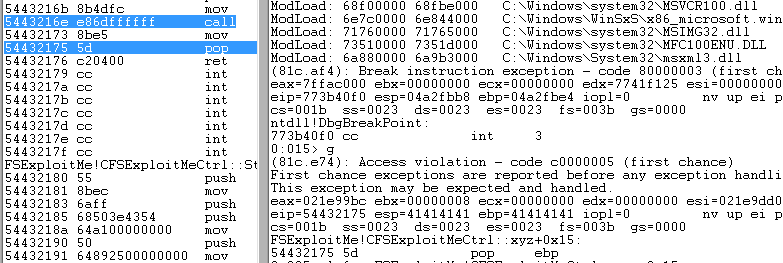 5443216b 8b4dfc mov
5443216e e86dffffff call
54432173 8be5 mov
54432175 5d pop
54432176 c20400 ret
54432179 cc int
5443217a cc int
5443217b cc int
5443217c cc int
5443217d cc int
5443217e cc int
5443217f cc int
FSExploitMe!CFSExploitMeCtrl::St
54432180 55 push
54432181 8bec mov
54432183 6aff push
54432185 68503e4354 push
5443218a 64a100000000 mov
54432190 50 push
54432191 64892500000000 mov
ModLoad: 68f00000 68fbe000 C:\Windows\system32\MSVCR100.dll
ModLoad: 6e7c0000 6e844000 C:\Windows\WinSxS\x86_microsoft.win
ModLoad: 71760000 71765000 C:\Windows\system32\MSIMG32.dll
ModLoad: 73510000 7351d000 C:\Windows\system32\MFC100ENU.DLL
ModLoad: 6a880000 6a9b3000 C:\Windows\System32\msxml3.dll
(81c.af4): Break instruction exception - code 80000003 (first ch
eax=7ffac000 ebx=00000000 ecx=00000000 edx=7741f125 esi=00000000
eip=773b40f0 esp=04a2fbb8 ebp=04a2fbe4 iopl=0 nv up ei p
cs=001b ss=0023 ds=0023 es=0023 fs=003b gs=0000
ntdll!DbgBreakPoint:
773b40f0 cc int 3
0:015> g
(81c.e74): Access violation - code c0000005 (first chance)
First chance exceptions are reported before any exception handli
This exception may be expected and handled.
eax=021e99bc ebx=00000008 ecx=00000000 edx=00000000 esi=021e9dd0
eip=54432175 esp=41414141 ebp=41414141 iopl=0 nv up ei p
cs=001b ss=0023 ds=0023 es=0023 fs=003b gs=0000
FSExploitMe!CFSExploitMeCtrl::xyz+0x15:
54432175 5d pop ebp